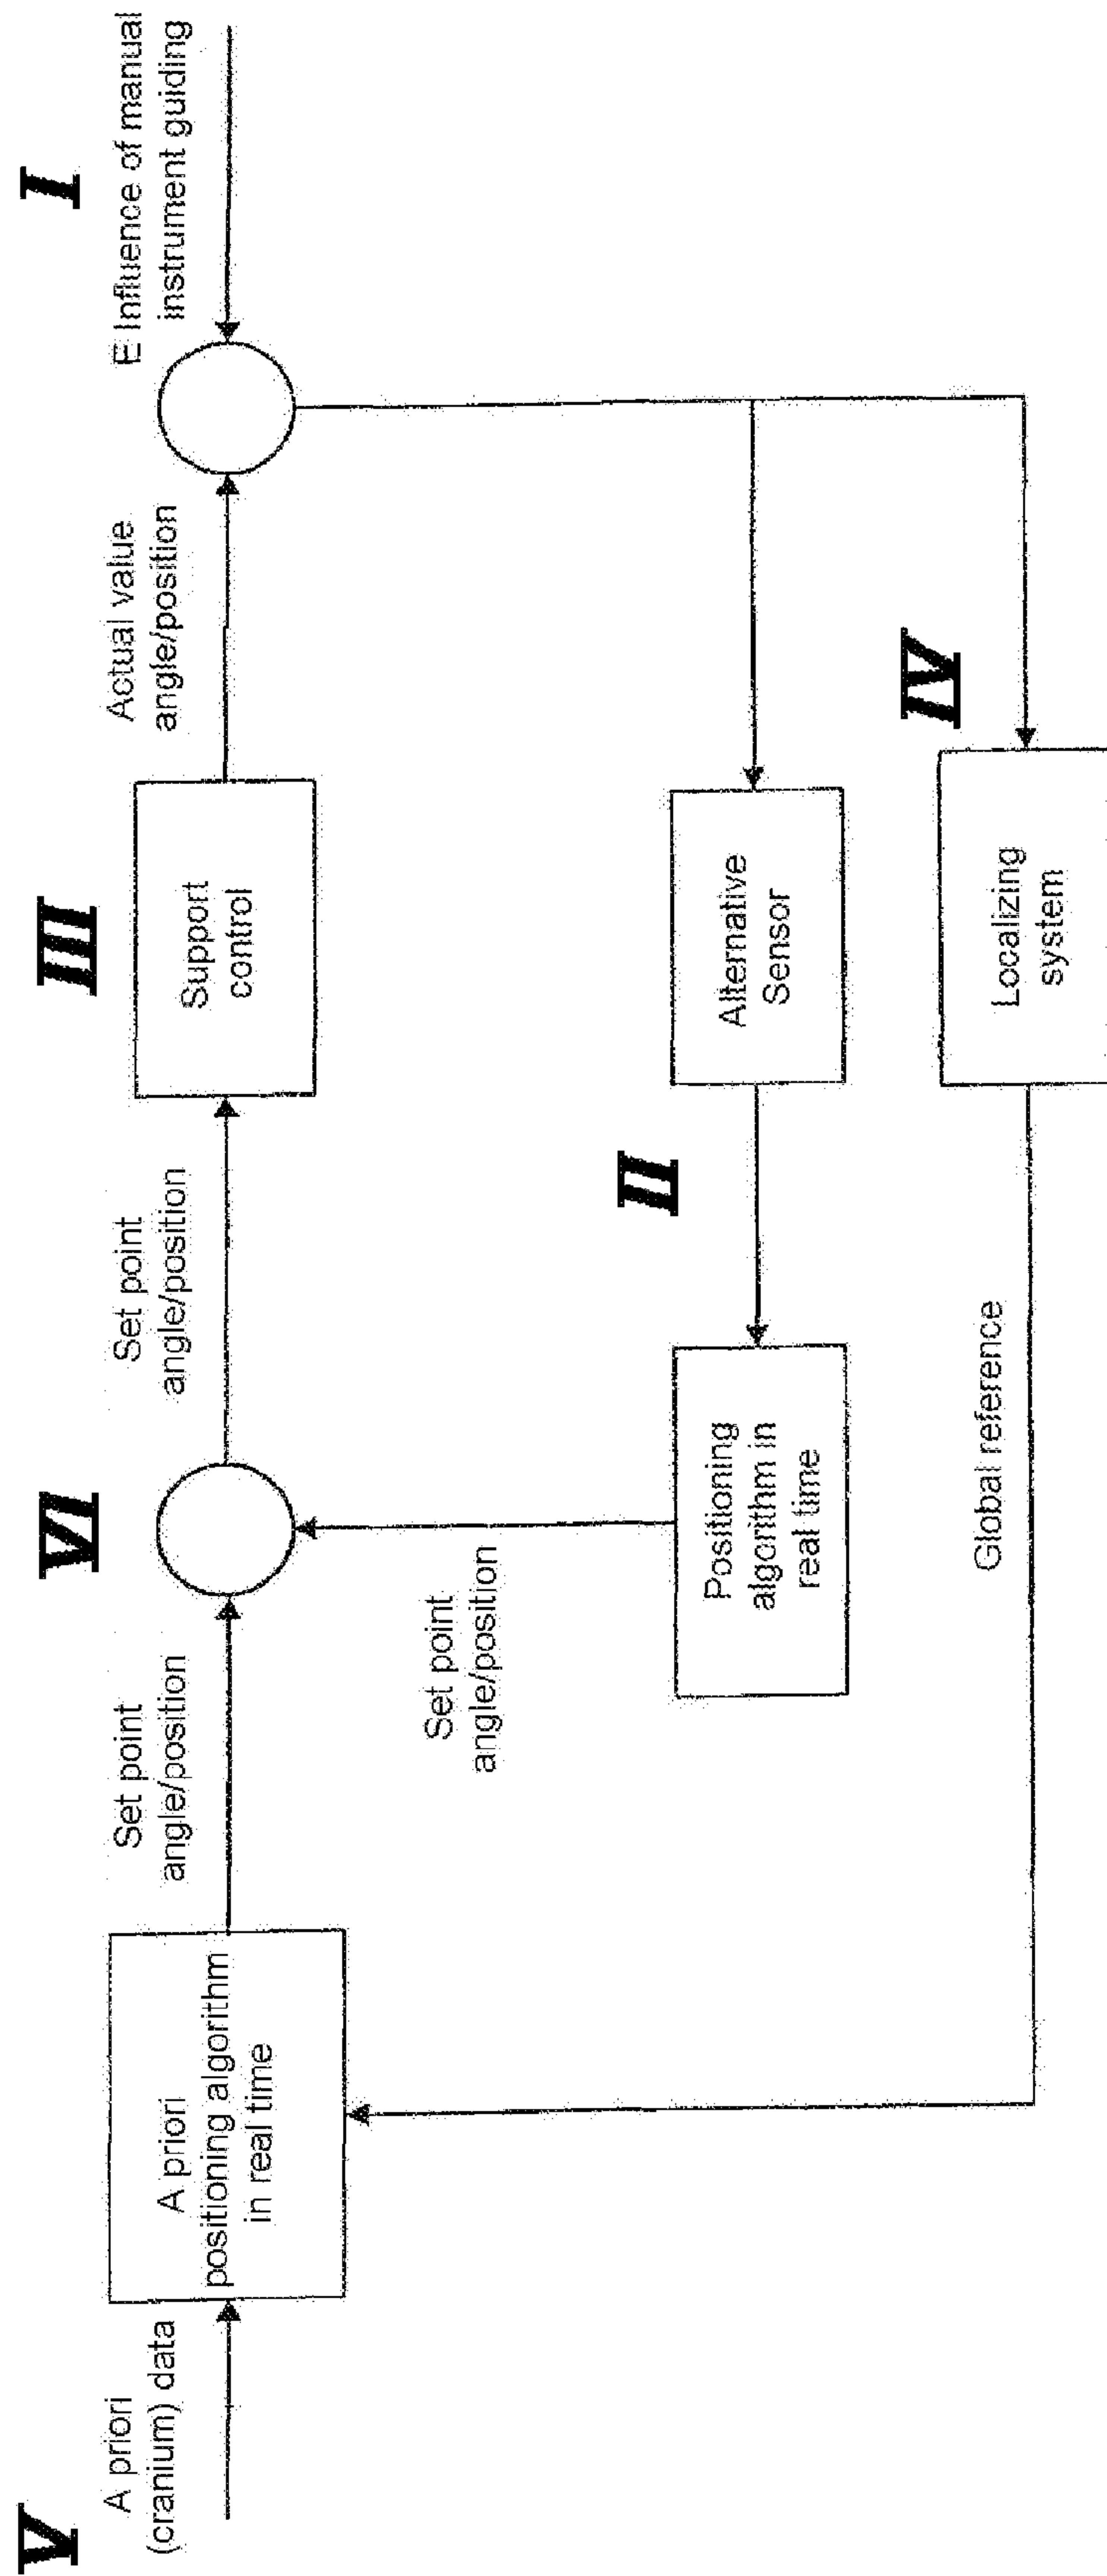 V
A priori
(cranium) data
A priori
positioning algorithm
in real time
Set point
angle/position
VI
Set point
angle/position
III
Support
control
Actual value
angle/position
I
E Influence of manual
instrument guiding
Set point
angle/position
Positioning
algorithm in
real time
II
Alternative
Sensor
IV
Localizing
system
Global reference